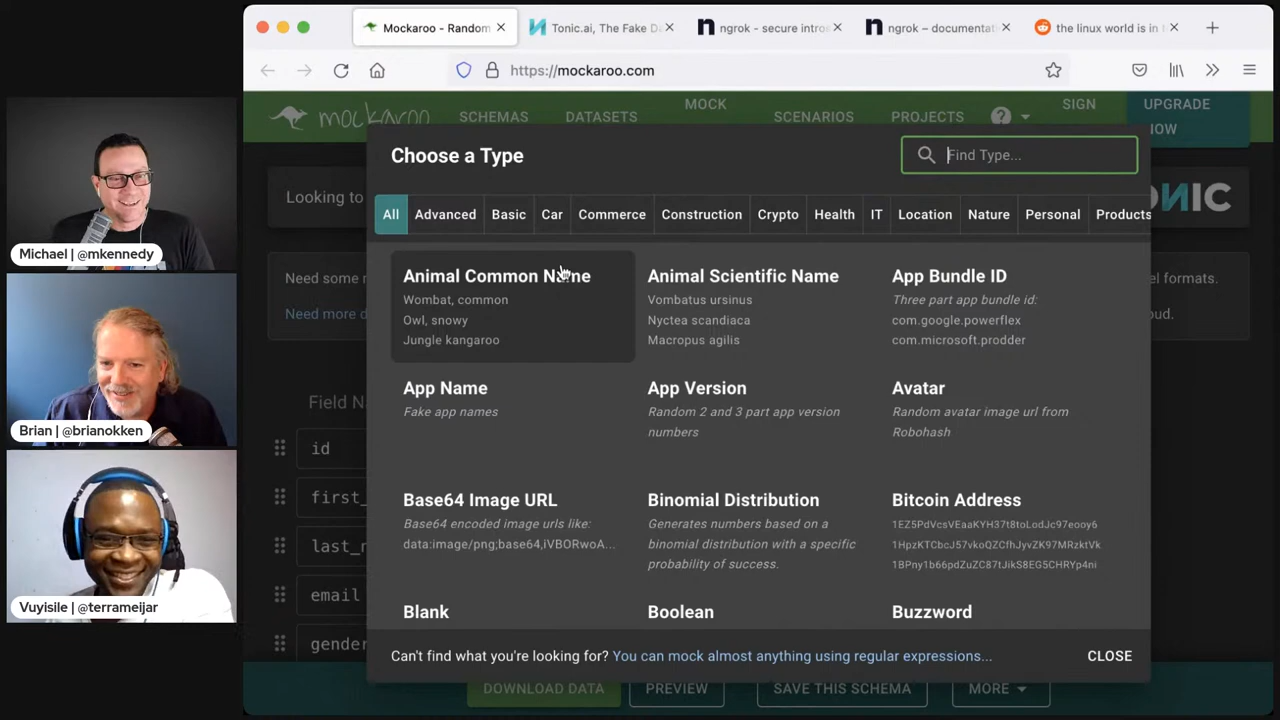 Mockaroo - Random
Tonic.ai, The Fake Da
ngrok - secure intro
ngrok – documentati
the linux world is in
https://mockaroo.com
mockaroo
SCHEMAS
DATASETS
MOCK
SCENARIOS
PROJECTS
SIGN
UPGRADE
NOW
Choose a Type
Find Type...
Looking to
NIC
All
Advanced
Basic
Car
Commerce
Construction
Crypto
Health
IT
Location
Nature
Personal
Products
Need some
Need more d
el formats.
oud.
Animal Common Name
Wombat, common
Owl, snowy
Jungle kangaroo
Animal Scientific Name
Vombatus ursinus
Nyctea scandiaca
Macropus agilis
App Bundle ID
Three part app bundle id:
com.google.powerflex
com.microsoft.prodder
App Name
Fake app names
App Version
Random 2 and 3 part app version
numbers
Avatar
Random avatar image url from
Robohash
Field Na
id
first_
last_n
email
gender
Base64 Image URL
Base64 encoded image urls like:
data:image/png;base64,iVBORwoA...
Binomial Distribution
Generates numbers based on a
binomial distribution with a specific
probability of success.
Bitcoin Address
1EZ5PdVcsVEaaKYH37t8toLodJc97eooy6
1HpzKTCbcJ57vkoQZCfhJyvZK97MRzktVk
1BPny1b66pdZuZC87tJikS8EG5CHRYp4ni
Blank
Boolean
Buzzword
Can't find what you're looking for? You can mock almost anything using regular expressions...
CLOSE
DOWNLOAD DATA
PREVIEW
SAVE THIS SCHEMA
MORE
Michael | @mkennedy
Brian | @brianokken
Vuyisile | @terrameijar